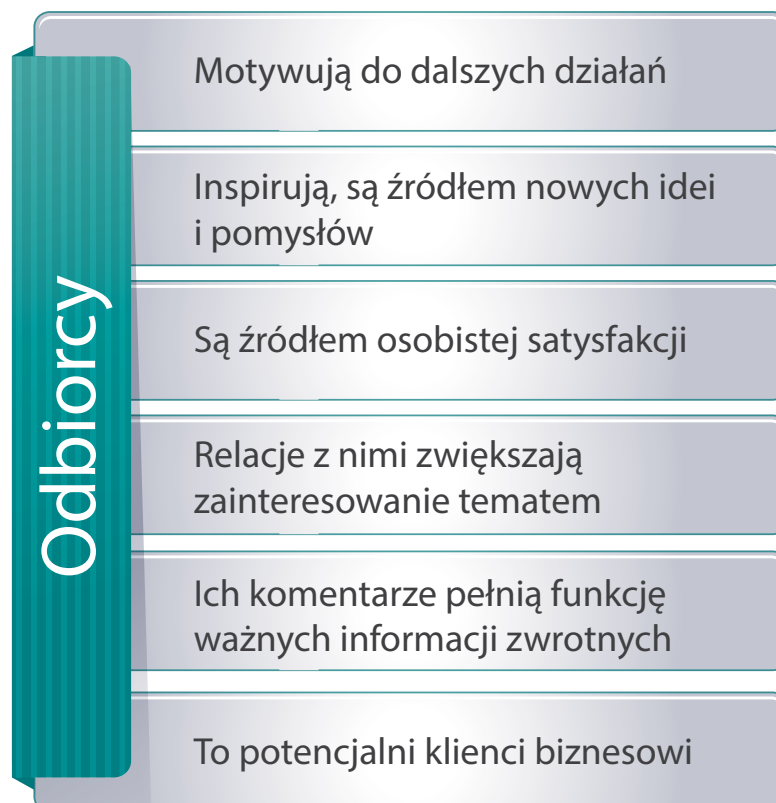 Odbiorcy
Motywują do dalszych działań
Inspirują, są źródłem nowych idei
i pomysłów
Są źródłem osobistej satysfakcji
Relacje z nimi zwiększają
zainteresowanie tematem
Ich komentarze pełnią funkcję
ważnych informacji zwrotnych
To potencjalni klienci biznesowi